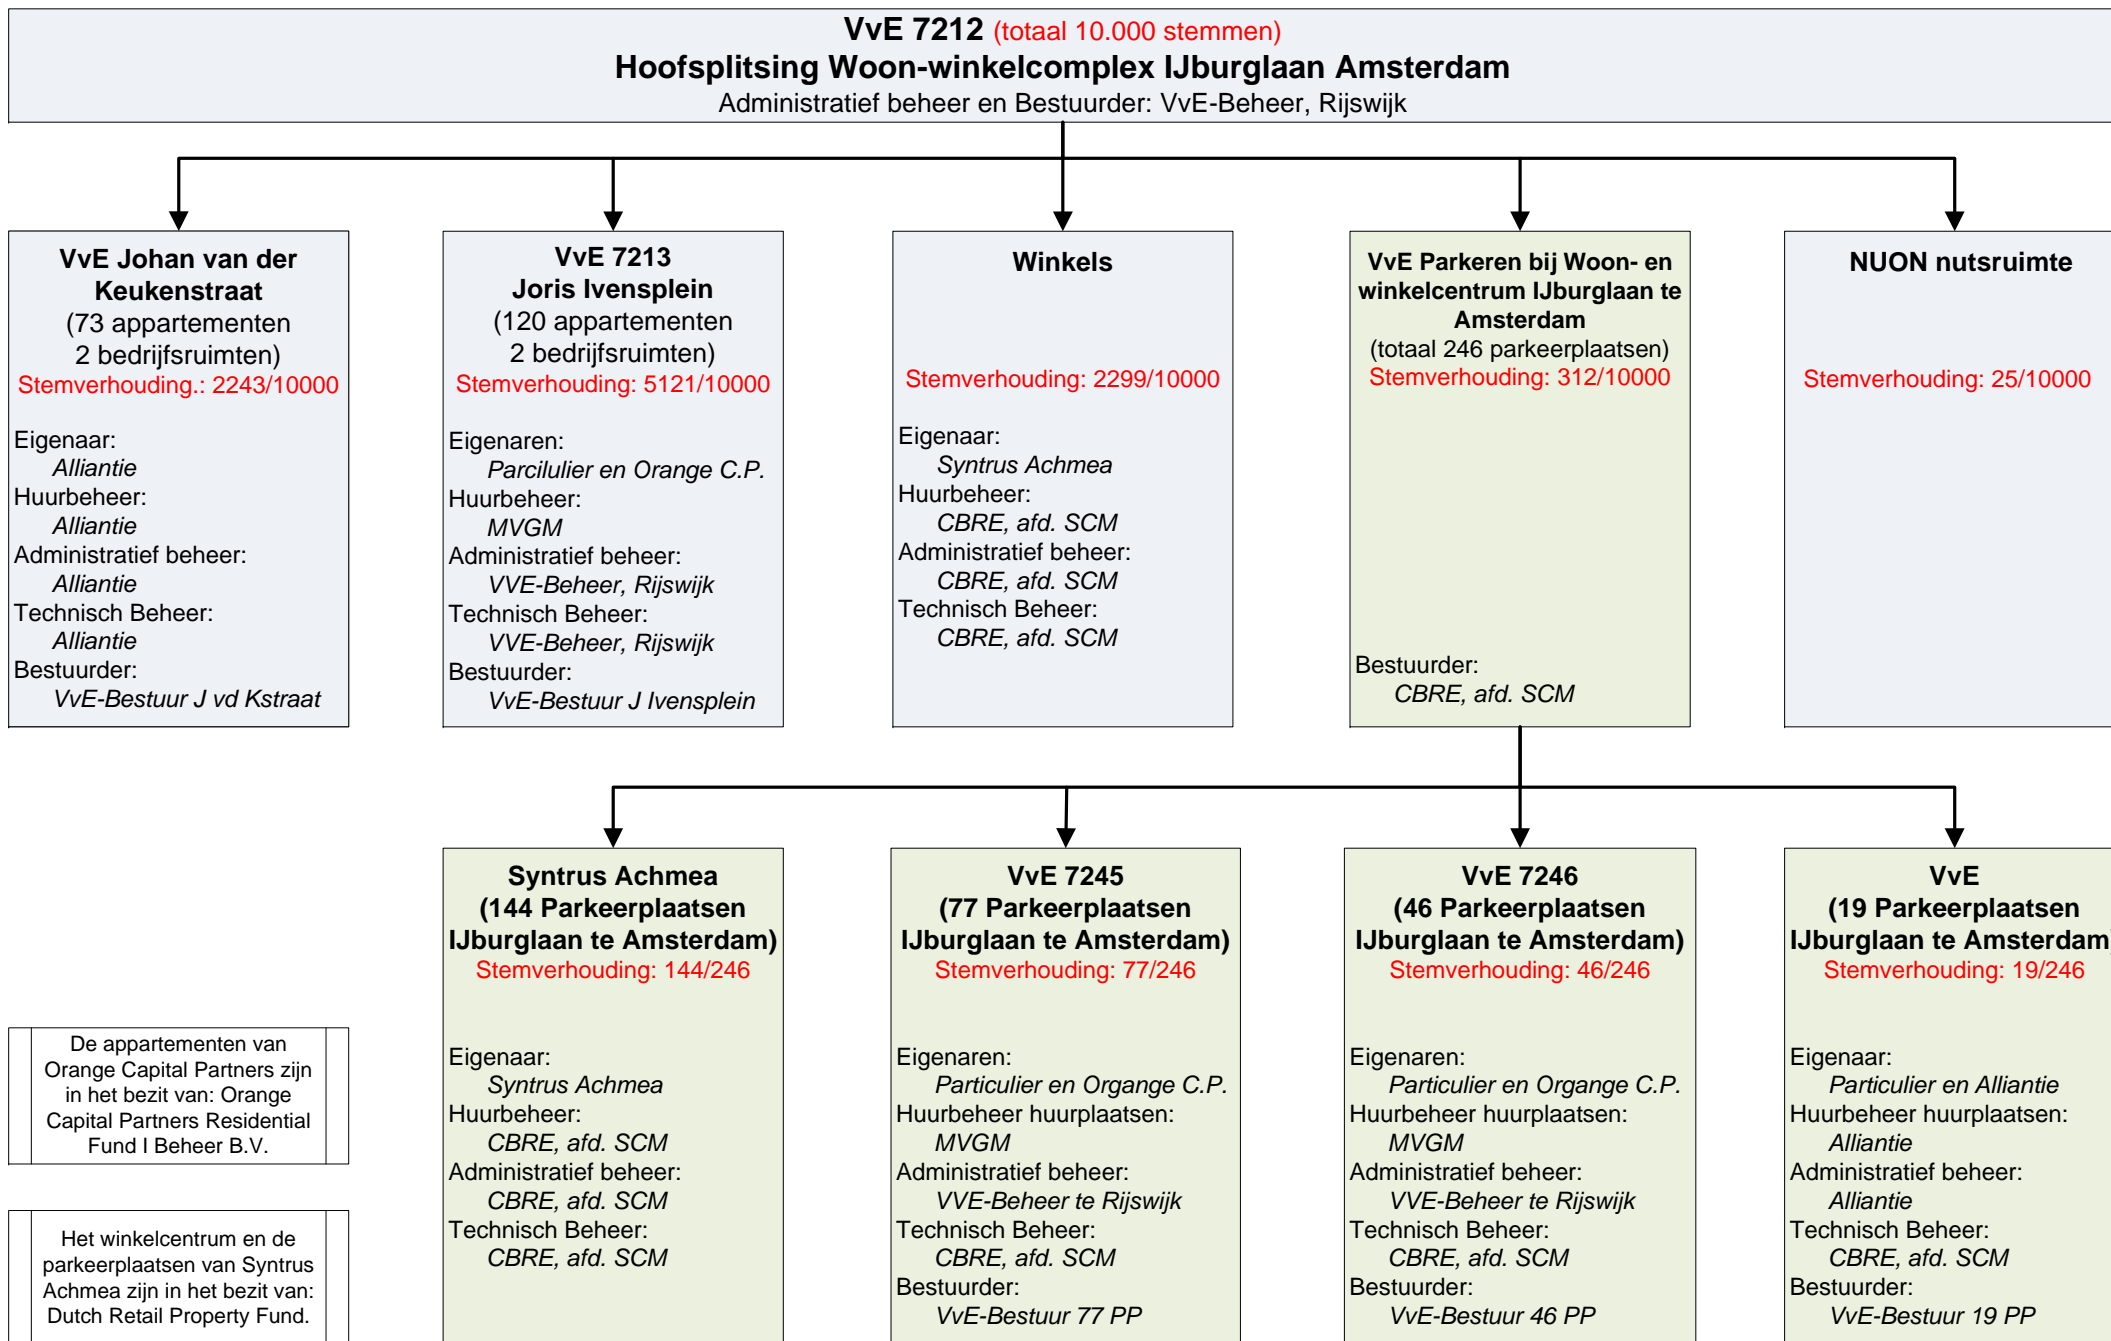 VvE 7212 (totaal 10.000 stemmen)
Hoofsplitsing Woon-winkelcomplex IJburglaan Amsterdam
Administratief beheer en Bestuurder: VvE-Beheer, Rijswijk
VvE Johan van der
Keukenstraat
(73 appartementen
2 bedrijfsruimten)
Stemverhouding.: 2243/10000
Eigenaar:
Alliantie
Huurbeheer:
Alliantie
Administratief beheer:
Alliantie
Technisch Beheer:
Alliantie
Bestuurder:
VvE-Bestuur J vd Kstraat
VvE 7213
Joris Ivensplein
(120 appartementen
2 bedrijfsruimten)
Stemverhouding: 5121/10000
Eigenaren:
Parcilulier en Orange C.P.
Huurbeheer:
MVGM
Administratief beheer:
VVE-Beheer, Rijswijk
Technisch Beheer:
VVE-Beheer, Rijswijk
Bestuurder:
VvE-Bestuur J Ivensplein
Winkels
Stemverhouding: 2299/10000
Eigenaar:
Syntrus Achmea
Huurbeheer:
CBRE, afd. SCM
Administratief beheer:
CBRE, afd. SCM
Technisch Beheer:
CBRE, afd. SCM
VvE Parkeren bij Woon- en
winkelcentrum IJburglaan te
Amsterdam
(totaal 246 parkeerplaatsen)
Stemverhouding: 312/10000
Bestuurder:
CBRE, afd. SCM
NUON nutsruimte
Stemverhouding: 25/10000
Syntrus Achmea
(144 Parkeerplaatsen
IJburglaan te Amsterdam)
Stemverhouding: 144/246
Eigenaar:
Syntrus Achmea
Huurbeheer:
CBRE, afd. SCM
Administratief beheer:
CBRE, afd. SCM
Technisch Beheer:
CBRE, afd. SCM
VvE 7245
(77 Parkeerplaatsen
IJburglaan te Amsterdam)
Stemverhouding: 77/246
Eigenaren:
Particulier en Organge C.P.
Huurbeheer huurplaatsen:
MVGM
Administratief beheer:
VVE-Beheer te Rijswijk
Technisch Beheer:
CBRE, afd. SCM
Bestuurder:
VvE-Bestuur 77 PP
VvE 7246
(46 Parkeerplaatsen
IJburglaan te Amsterdam)
Stemverhouding: 46/246
Eigenaren:
Particulier en Organge C.P.
Huurbeheer huurplaatsen:
MVGM
Administratief beheer:
VVE-Beheer te Rijswijk
Technisch Beheer:
CBRE, afd. SCM
Bestuurder:
VvE-Bestuur 46 PP
VvE
(19 Parkeerplaatsen
IJburglaan te Amsterdam)
Stemverhouding: 19/246
Eigenaar:
Particulier en Alliantie
Huurbeheer huurplaatsen:
Alliantie
Administratief beheer:
Alliantie
Technisch Beheer:
CBRE, afd. SCM
Bestuurder:
VvE-Bestuur 19 PP
De appartementen van
Orange Capital Partners zijn
in het bezit van: Orange
Capital Partners Residential
Fund I Beheer B.V.
Het winkelcentrum en de
parkeerplaatsen van Syntrus
Achmea zijn in het bezit van:
Dutch Retail Property Fund.